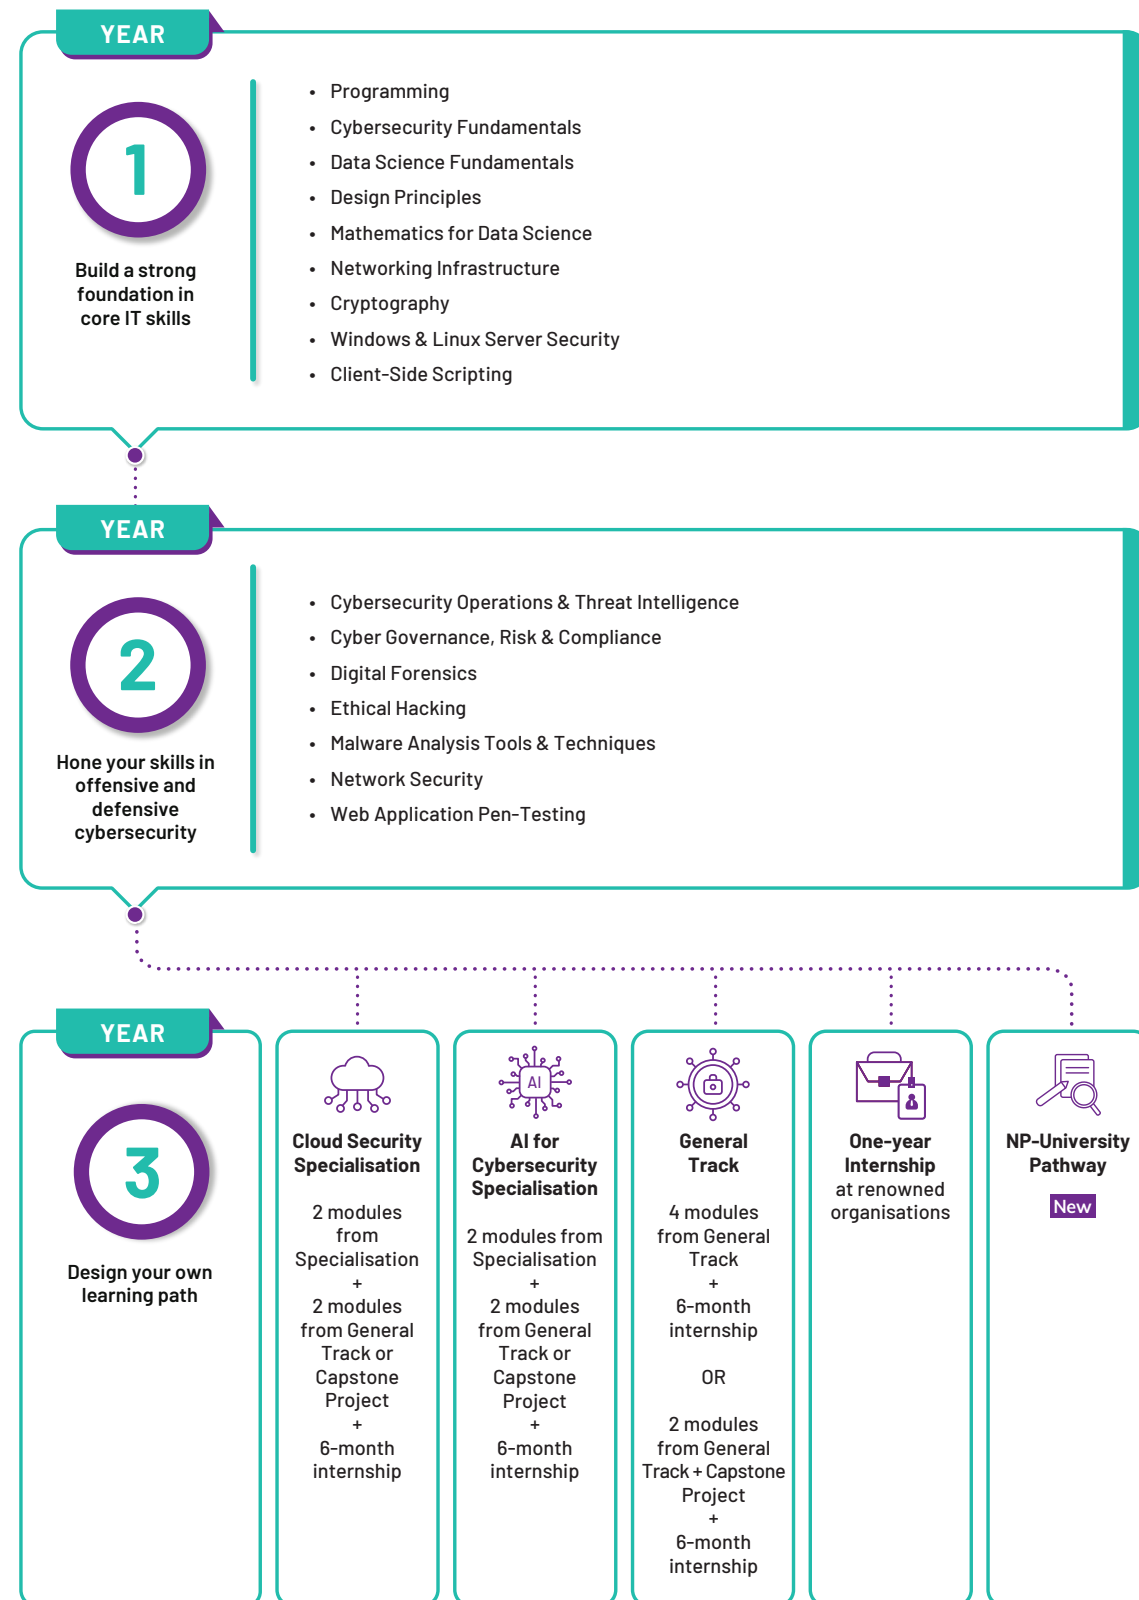 YEAR
1
Build a strong
foundation in
core IT skills
• Programming
• Cybersecurity Fundamentals
• Data Science Fundamentals
• Design Principles
• Mathematics for Data Science
• Networking Infrastructure
• Cryptography
• Windows & Linux Server Security
• Client-Side Scripting
YEAR
2
Hone your skills in
offensive and
defensive
cybersecurity
• Cybersecurity Operations & Threat Intelligence
• Cyber Governance, Risk & Compliance
• Digital Forensics
• Ethical Hacking
• Malware Analysis Tools & Techniques
• Network Security
• Web Application Pen-Testing
YEAR
3
Design your own
learning path
Cloud Security
Specialisation
2 modules
from
Specialisation
+
2 modules
from General
Track or
Capstone
Project
+
6-month
internship
AI
AI for
Cybersecurity
Specialisation
2 modules from
Specialisation
+
2 modules
from General
Track or
Capstone
Project
+
6-month
internship
General
Track
4 modules
from General
Track
+
6-month
internship
OR
2 modules
from General
Track + Capstone
Project
+
6-month
internship
One-year
Internship
at renowned
organisations
NP-University
Pathway
New